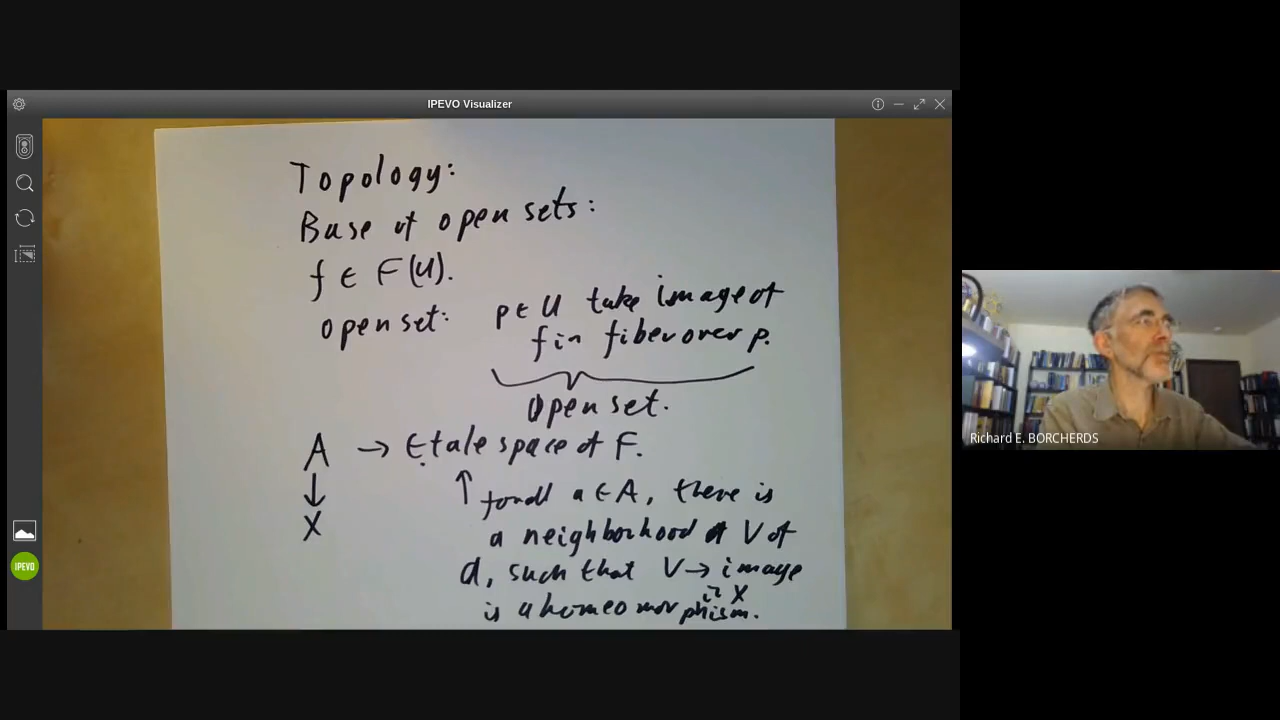 IPEVO Visualizer
Topology:
Base of open sets:
f ∈ F(U).
open set: p ∈ U take image of
f in fiber over p.
open set.
A → Etale space of F.
↓
X
↑ for all a ∈ A, there is
a neighborhood V of
a, such that V → image
in X
is a homeomorphism.
Richard E. BORCHERDS
IPEVO